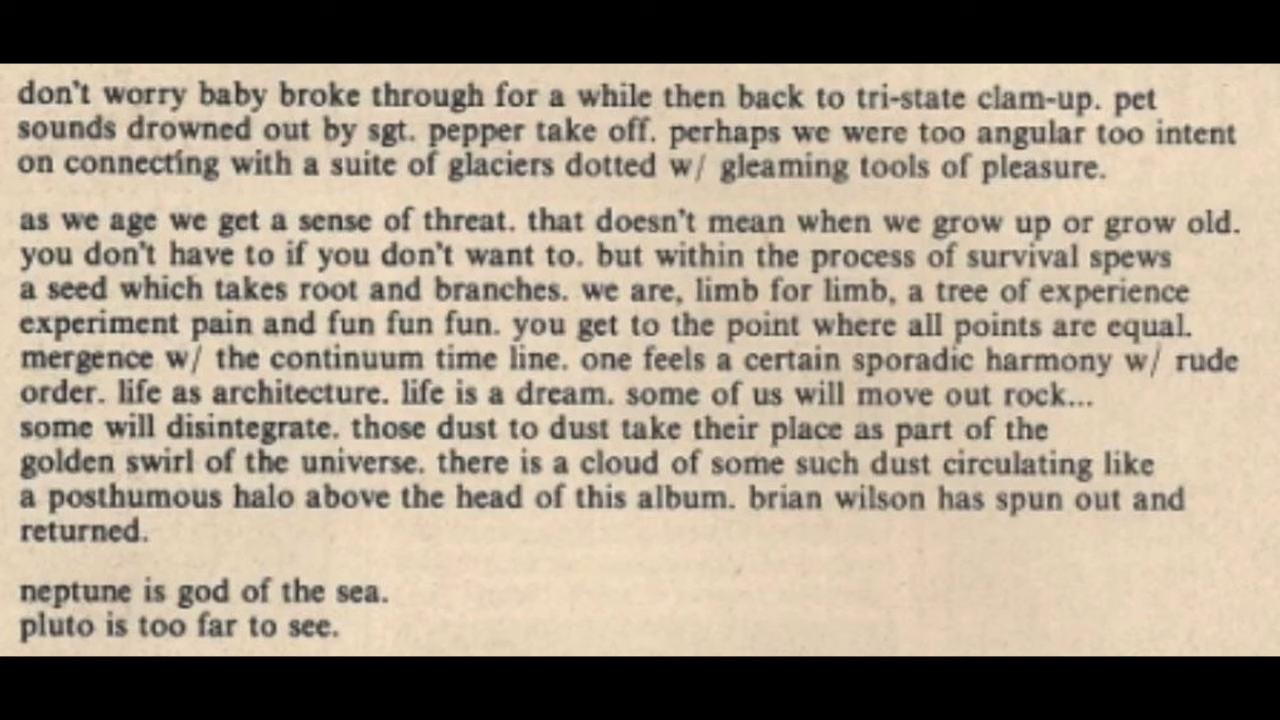 don't worry baby broke through for a while then back to tri-state clam-up. pet
sounds drowned out by sgt. pepper take off. perhaps we were too angular too intent
on connecting with a suite of glaciers dotted w/ gleaming tools of pleasure.
as we age we get a sense of threat. that doesn't mean when we grow up or grow old.
you don't have to if you don't want to. but within the process of survival spews
a seed which takes root and branches. we are, limb for limb, a tree of experience
experiment pain and fun fun fun. you get to the point where all points are equal.
mergence w/ the continuum time line. one feels a certain sporadic harmony w/ rude
order. life as architecture. life is a dream. some of us will move out rock...
some will disintegrate. those dust to dust take their place as part of the
golden swirl of the universe. there is a cloud of some such dust circulating like
a posthumous halo above the head of this album. brian wilson has spun out and
returned.
neptune is god of the sea.
pluto is too far to see.